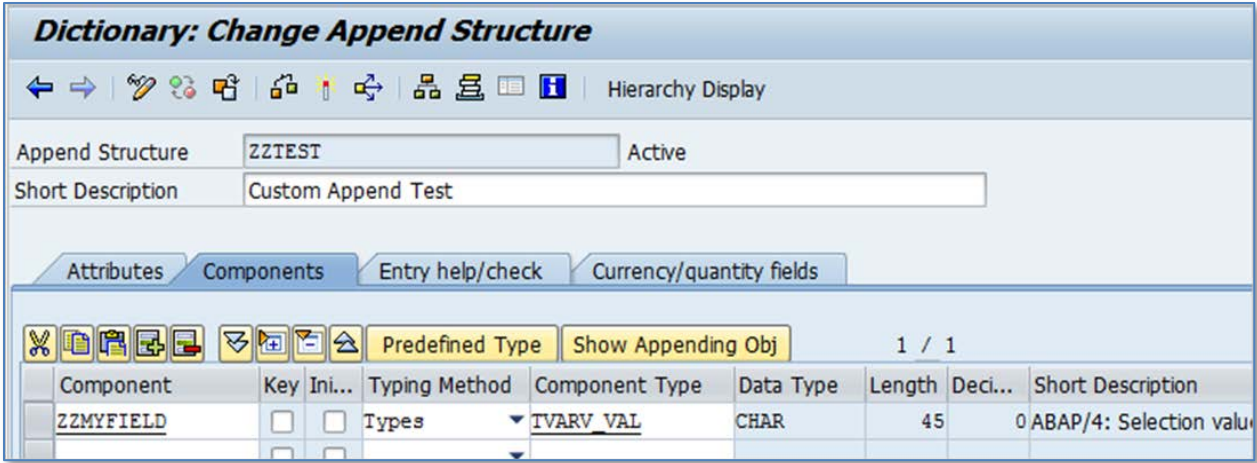 Dictionary: Change Append Structure
Hierarchy Display
Append Structure ZZTEST Active
Short Description Custom Append Test
Attributes Components Entry help/check Currency/quantity fields
Predefined Type Show Appending Obj 1 / 1
Component Key Ini... Typing Method Component Type Data Type Length Deci... Short Description
ZZMYFIELD Types TVARV_VAL CHAR 45 0 ABAP/4: Selection valu